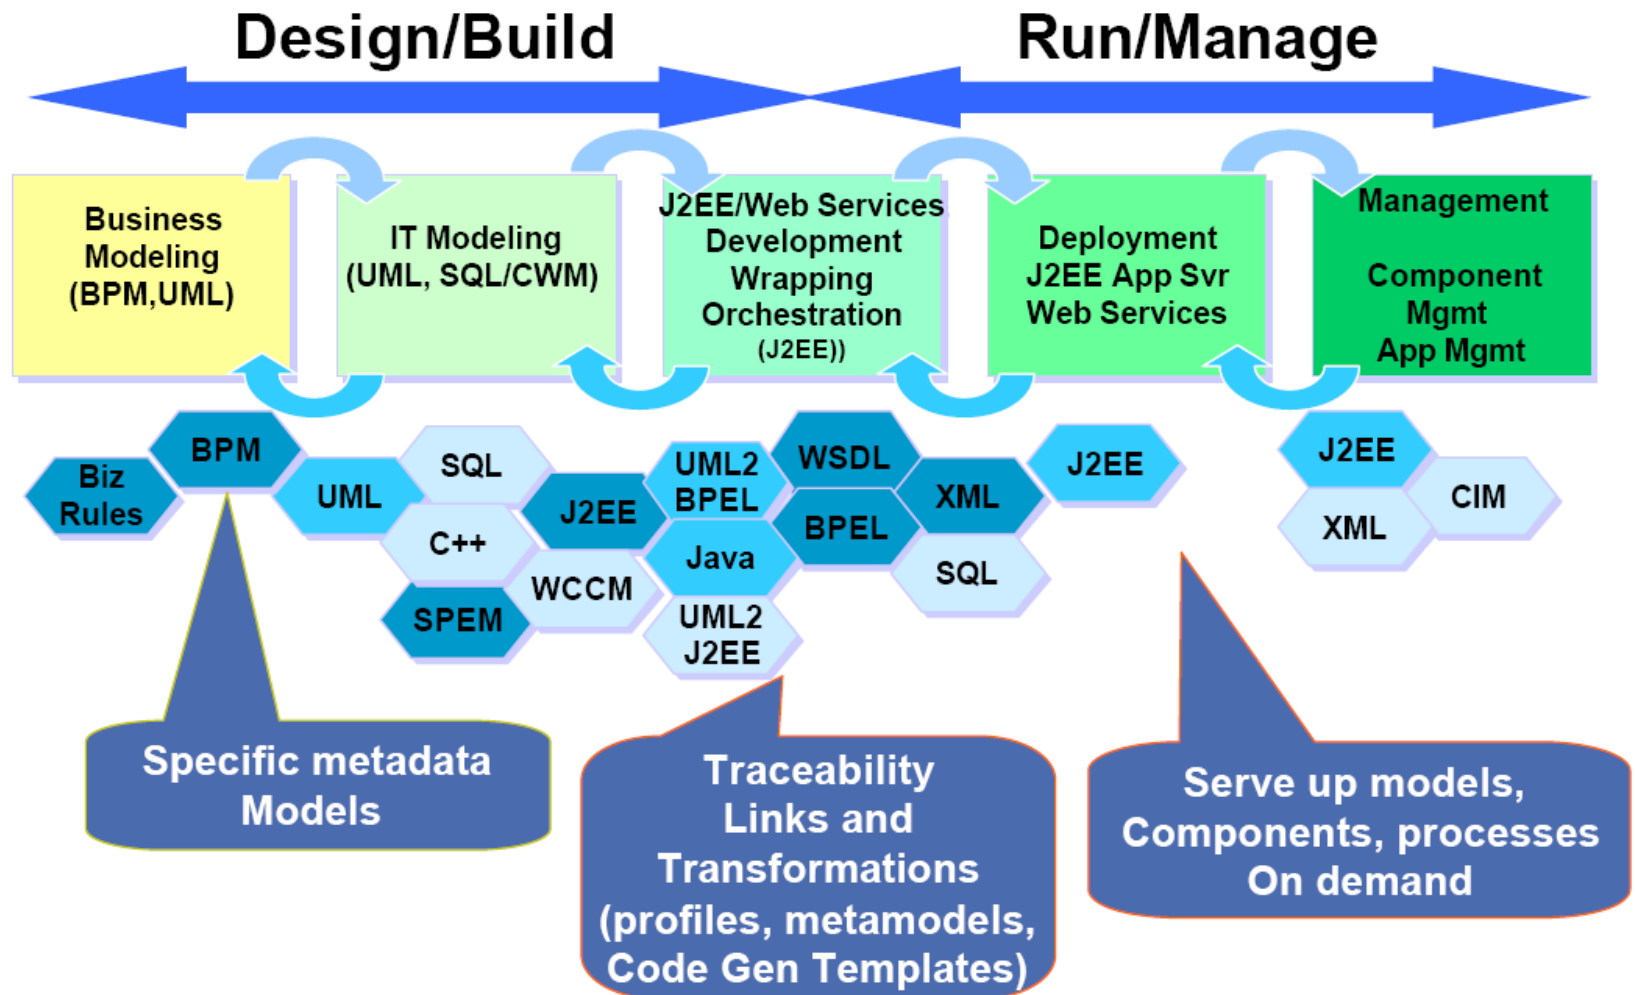 Design/Build
Run/Manage
Business
Modeling
(BPM,UML)
IT Modeling
(UML, SQL/CWM)
J2EE/Web Services
Development
Wrapping
Orchestration
(J2EE))
Deployment
J2EE App Svr
Web Services
Management
Component
Mgmt
App Mgmt
Biz
Rules
BPM
UML
SQL
C++
SPEM
J2EE
WCCM
UML2
BPEL
Java
UML2
J2EE
WSDL
BPEL
XML
SQL
J2EE
J2EE
XML
CIM
Specific metadata
Models
Traceability
Links and
Transformations
(profiles, metamodels,
Code Gen Templates)
Serve up models,
Components, processes
On demand